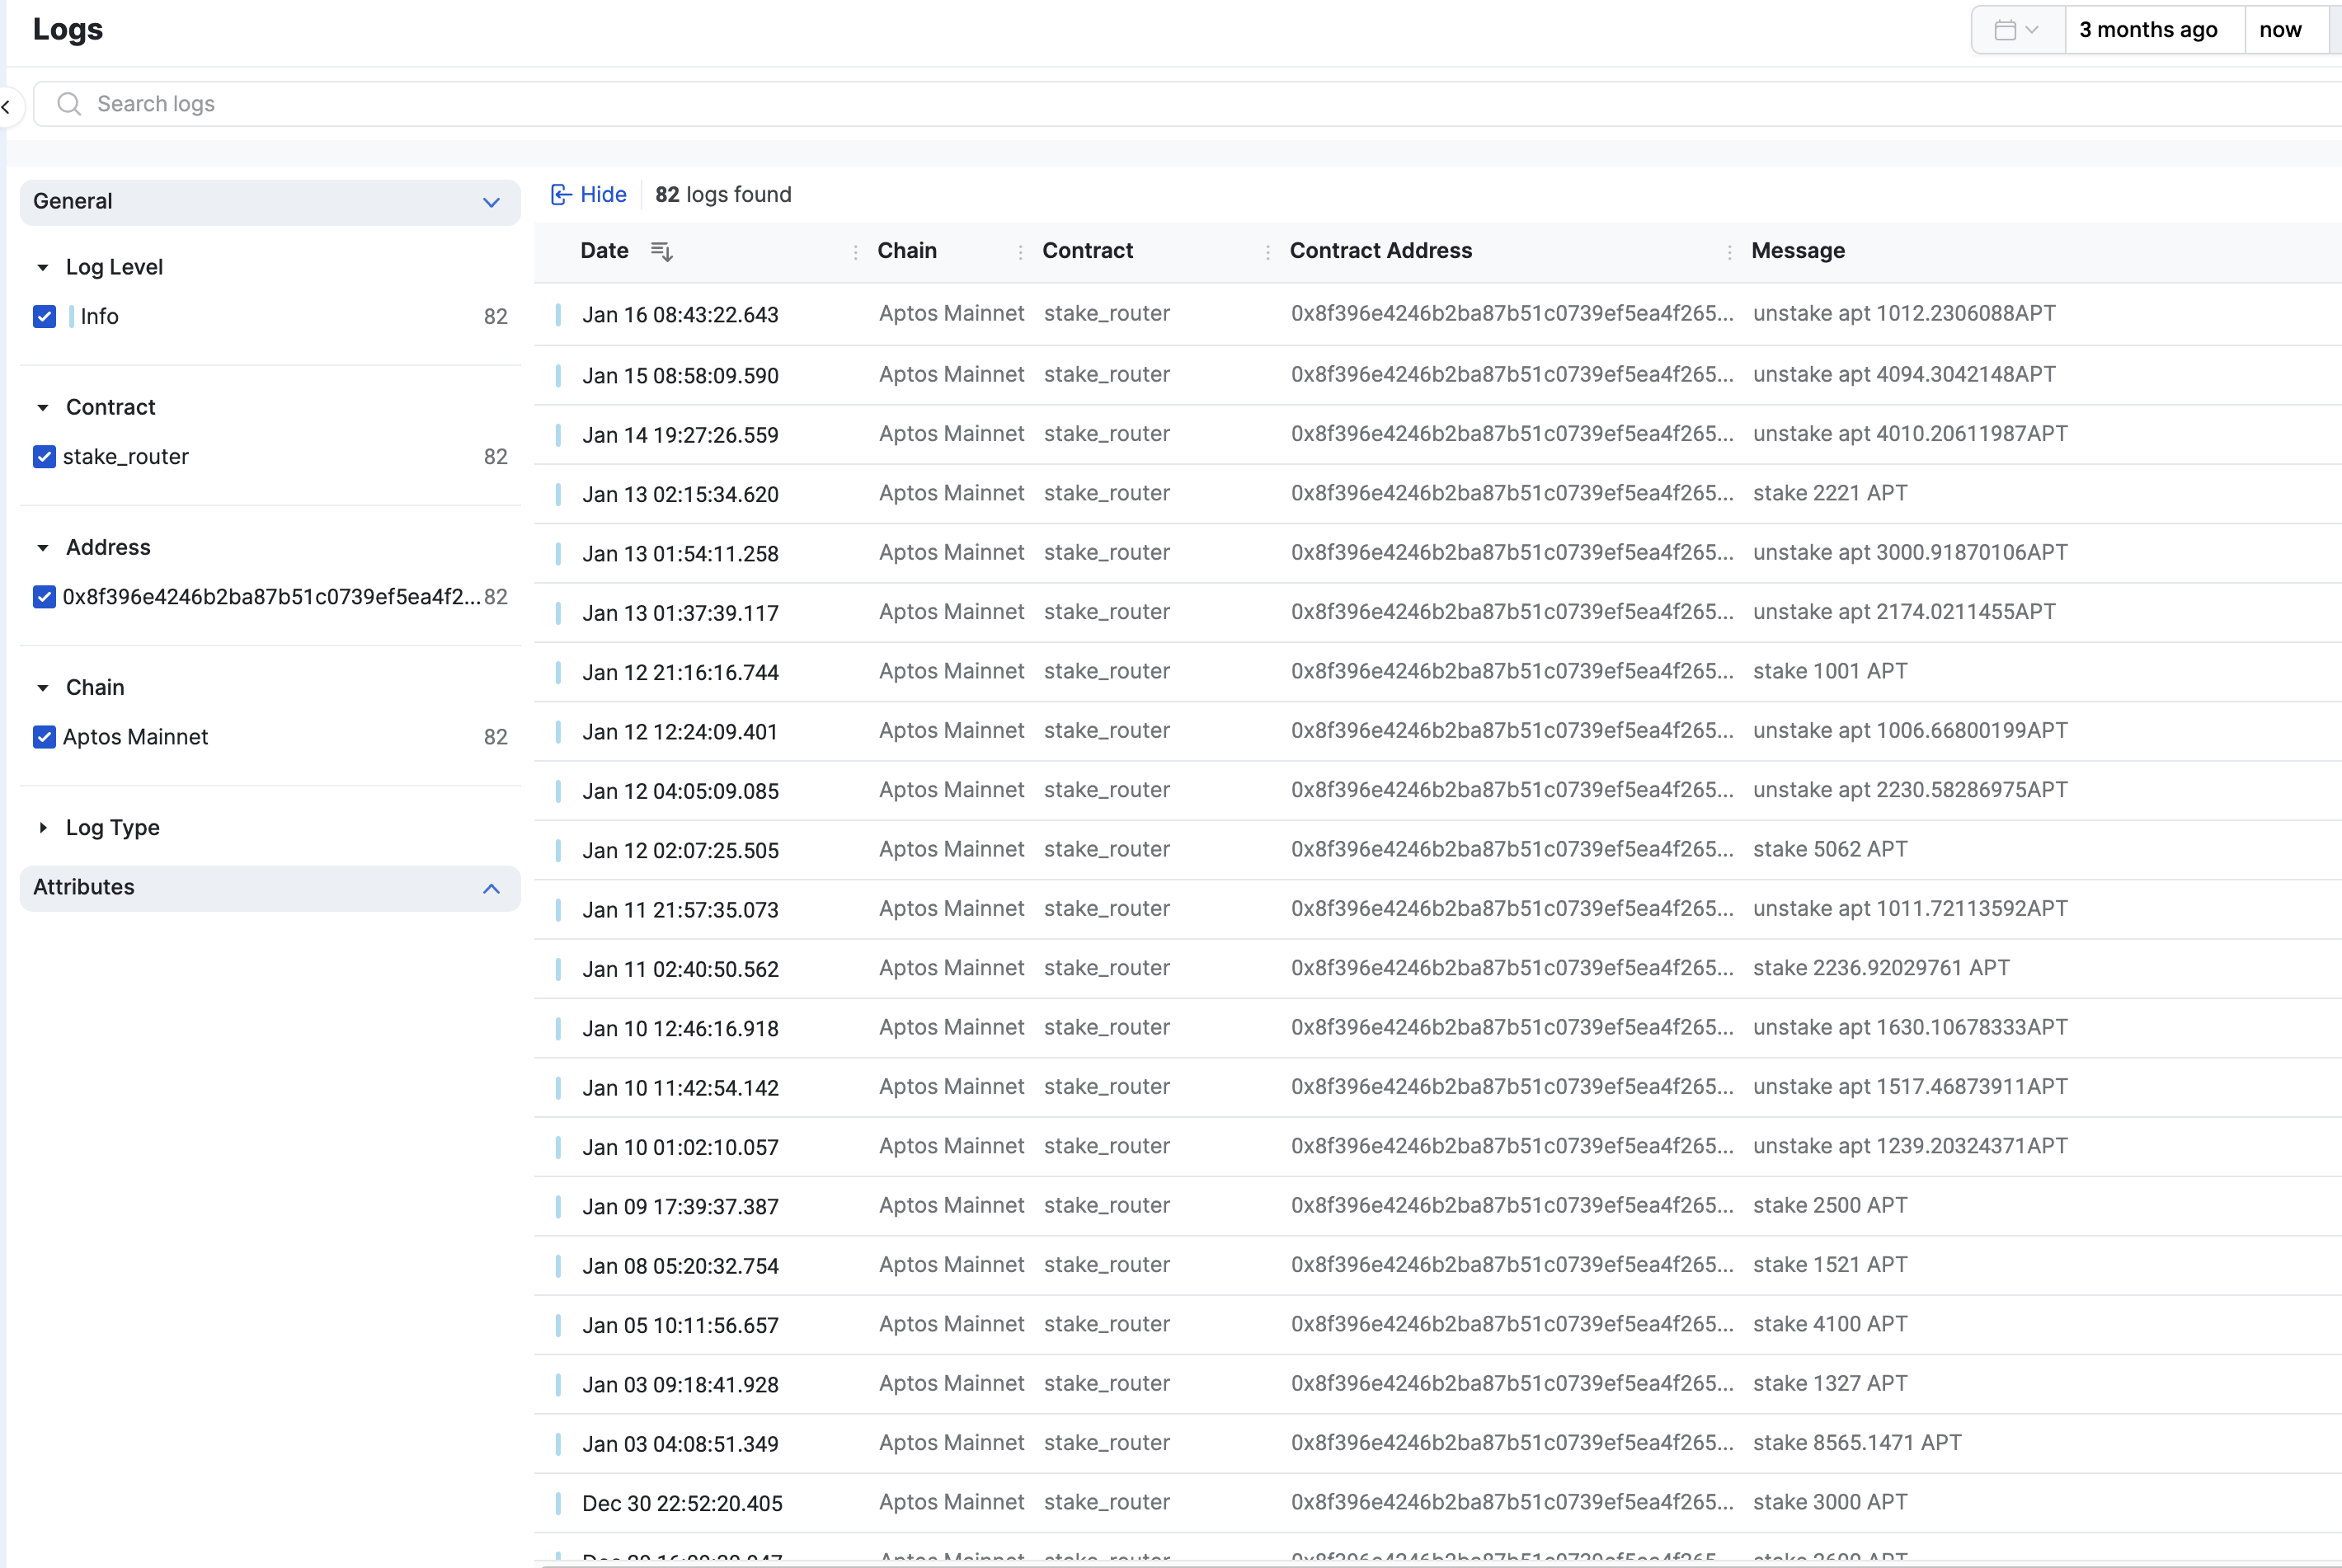 Logs
3 months ago now
Search logs
General
Log Level
Info 82
Contract
stake_router 82
Address
0x8f396e4246b2ba87b51c0739ef5ea4f2... 82
Chain
Aptos Mainnet 82
Log Type
Attributes
Hide 82 logs found
Date Chain Contract Contract Address Message
Jan 16 08:43:22.643 Aptos Mainnet stake_router 0x8f396e4246b2ba87b51c0739ef5ea4f265... unstake apt 1012.2306088APT
Jan 15 08:58:09.590 Aptos Mainnet stake_router 0x8f396e4246b2ba87b51c0739ef5ea4f265... unstake apt 4094.3042148APT
Jan 14 19:27:26.559 Aptos Mainnet stake_router 0x8f396e4246b2ba87b51c0739ef5ea4f265... unstake apt 4010.20611987APT
Jan 13 02:15:34.620 Aptos Mainnet stake_router 0x8f396e4246b2ba87b51c0739ef5ea4f265... stake 2221 APT
Jan 13 01:54:11.258 Aptos Mainnet stake_router 0x8f396e4246b2ba87b51c0739ef5ea4f265... unstake apt 3000.91870106APT
Jan 13 01:37:39.117 Aptos Mainnet stake_router 0x8f396e4246b2ba87b51c0739ef5ea4f265... unstake apt 2174.0211455APT
Jan 12 21:16:16.744 Aptos Mainnet stake_router 0x8f396e4246b2ba87b51c0739ef5ea4f265... stake 1001 APT
Jan 12 12:24:09.401 Aptos Mainnet stake_router 0x8f396e4246b2ba87b51c0739ef5ea4f265... unstake apt 1006.66800199APT
Jan 12 04:05:09.085 Aptos Mainnet stake_router 0x8f396e4246b2ba87b51c0739ef5ea4f265... unstake apt 2230.58286975APT
Jan 12 02:07:25.505 Aptos Mainnet stake_router 0x8f396e4246b2ba87b51c0739ef5ea4f265... stake 5062 APT
Jan 11 21:57:35.073 Aptos Mainnet stake_router 0x8f396e4246b2ba87b51c0739ef5ea4f265... unstake apt 1011.72113592APT
Jan 11 02:40:50.562 Aptos Mainnet stake_router 0x8f396e4246b2ba87b51c0739ef5ea4f265... stake 2236.92029761 APT
Jan 10 12:46:16.918 Aptos Mainnet stake_router 0x8f396e4246b2ba87b51c0739ef5ea4f265... unstake apt 1630.10678333APT
Jan 10 11:42:54.142 Aptos Mainnet stake_router 0x8f396e4246b2ba87b51c0739ef5ea4f265... unstake apt 1517.46873911APT
Jan 10 01:02:10.057 Aptos Mainnet stake_router 0x8f396e4246b2ba87b51c0739ef5ea4f265... unstake apt 1239.20324371APT
Jan 09 17:39:37.387 Aptos Mainnet stake_router 0x8f396e4246b2ba87b51c0739ef5ea4f265... stake 2500 APT
Jan 08 05:20:32.754 Aptos Mainnet stake_router 0x8f396e4246b2ba87b51c0739ef5ea4f265... stake 1521 APT
Jan 05 10:11:56.657 Aptos Mainnet stake_router 0x8f396e4246b2ba87b51c0739ef5ea4f265... stake 4100 APT
Jan 03 09:18:41.928 Aptos Mainnet stake_router 0x8f396e4246b2ba87b51c0739ef5ea4f265... stake 1327 APT
Jan 03 04:08:51.349 Aptos Mainnet stake_router 0x8f396e4246b2ba87b51c0739ef5ea4f265... stake 8565.1471 APT
Dec 30 22:52:20.405 Aptos Mainnet stake_router 0x8f396e4246b2ba87b51c0739ef5ea4f265... stake 3000 APT